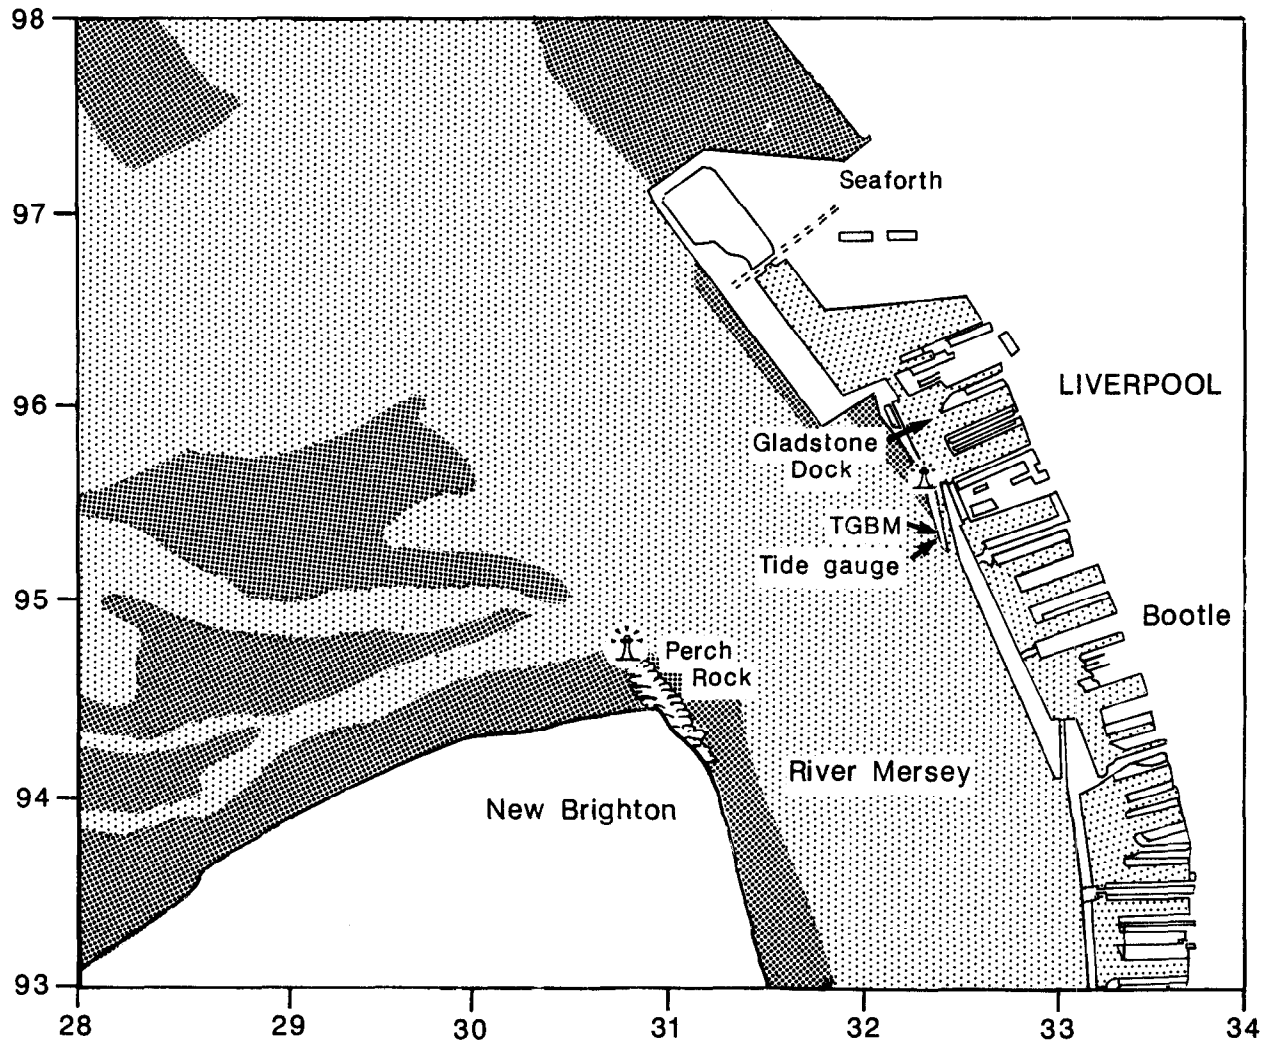 98
97
96
95
94
93
Seaforth
LIVERPOOL
Gladstone
Dock
TGBM
Tide gauge
Bootle
Perch
Rock
River Mersey
New Brighton
28
29
30
31
32
33
34